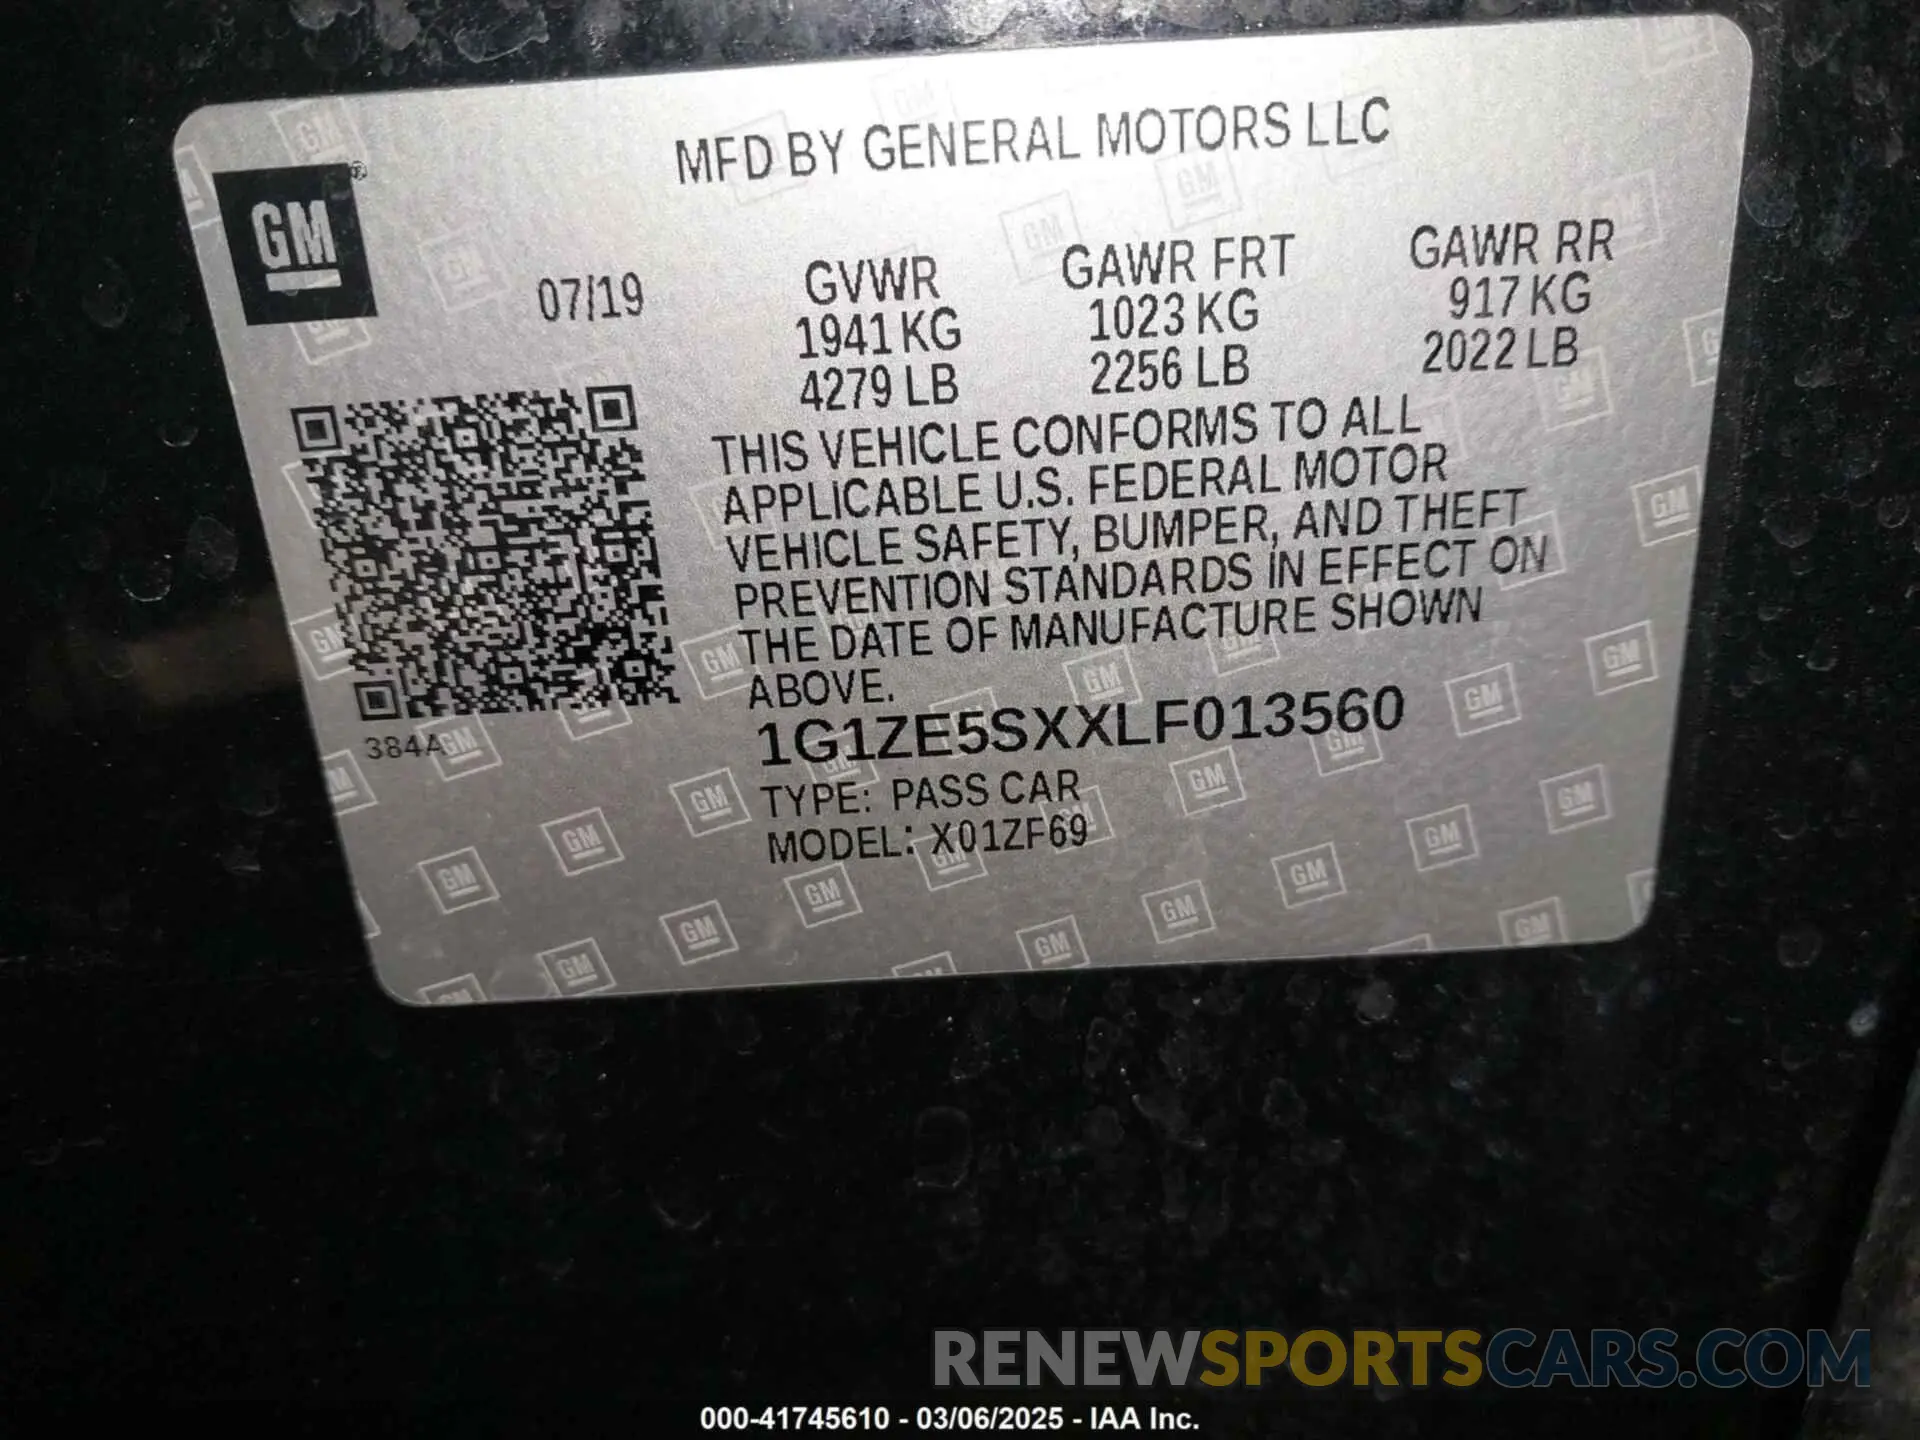 MFD BY GENERAL MOTORS LLC
GM ®
07/19
GVWR
1941 KG
4279 LB
GAWR FRT
1023 KG
2256 LB
GAWR RR
917 KG
2022 LB
THIS VEHICLE CONFORMS TO ALL
APPLICABLE U.S. FEDERAL MOTOR
VEHICLE SAFETY, BUMPER, AND THEFT
PREVENTION STANDARDS IN EFFECT ON
THE DATE OF MANUFACTURE SHOWN
ABOVE.
384A
1G1ZE5SXXLF013560
TYPE: PASS CAR
MODEL: X01ZF69
RENEWSPORTSCARS.COM
000-41745610 - 03/06/2025 - IAA Inc.